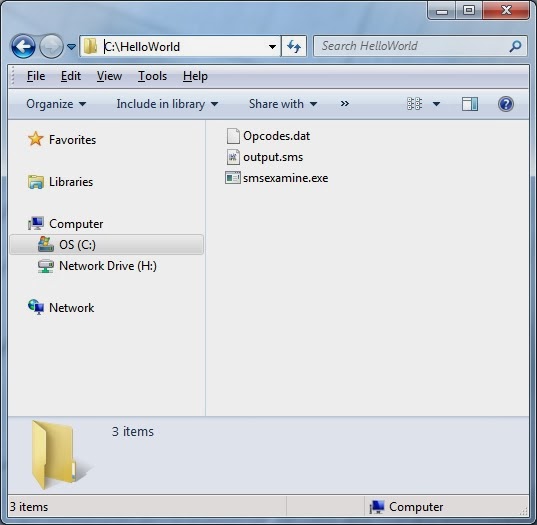 C:\HelloWorld
Search HelloWorld
File Edit View Tools Help
Organize Include in library Share with »
Favorites
Libraries
Computer
OS (C:)
Network Drive (H:)
Network
Opcodes.dat
output.sms
smsexamine.exe
3 items
3 items Computer